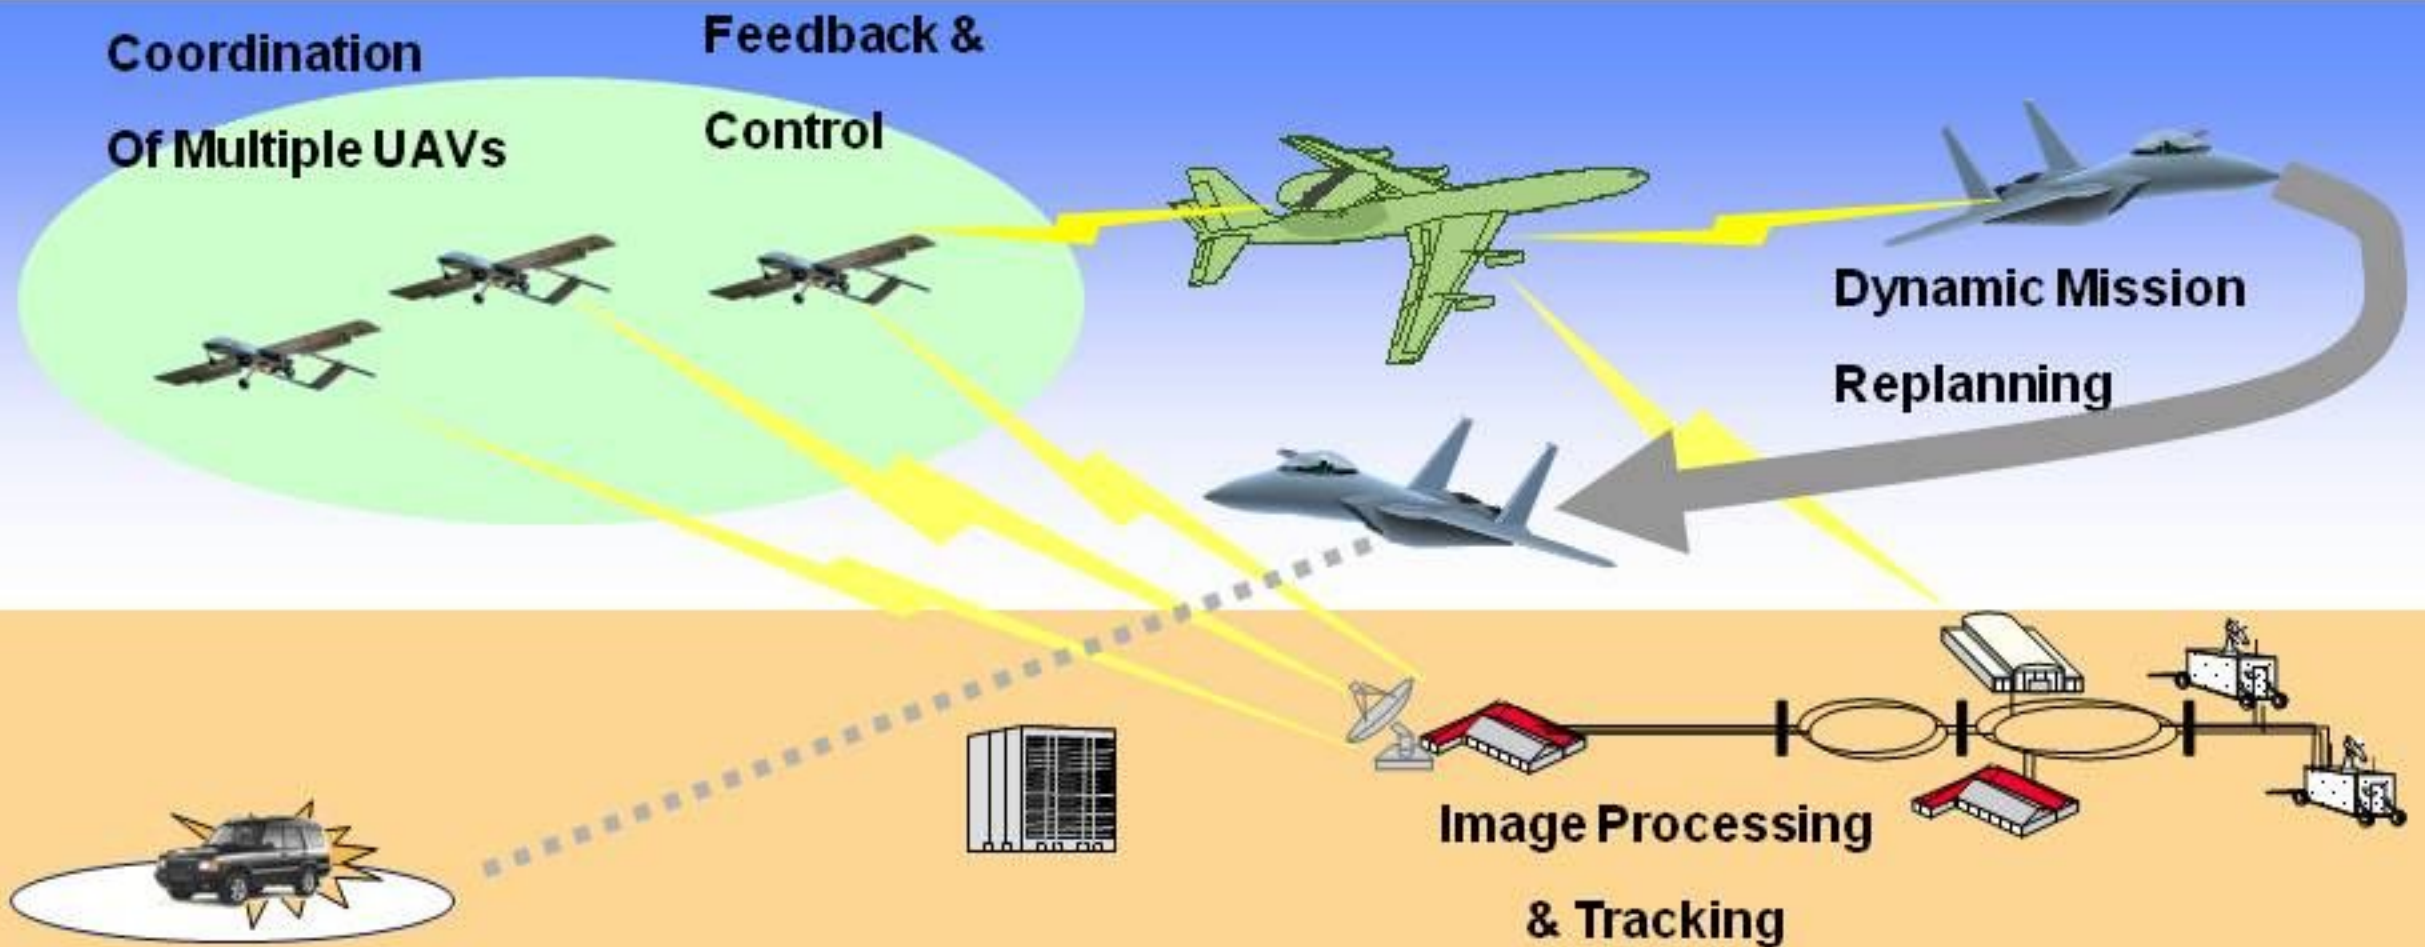 Coordination
Of Multiple UAVs
Feedback &
Control
Dynamic Mission
Replanning
Image Processing
& Tracking